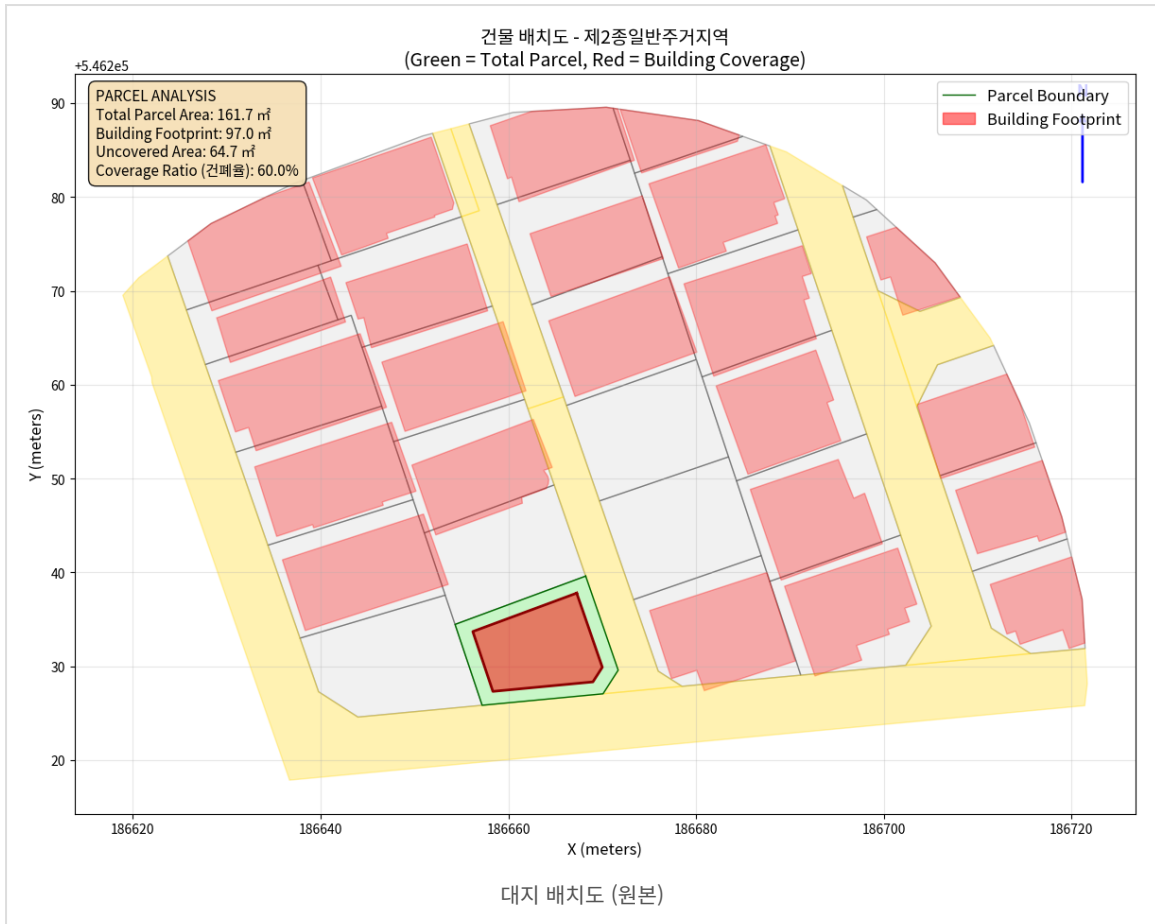 건물 배치도 - 제2종일반주거지역
(Green = Total Parcel, Red = Building Coverage)
+5.462e5
PARCEL ANALYSIS
Total Parcel Area: 161.7 ㎡
Building Footprint: 97.0 ㎡
Uncovered Area: 64.7 ㎡
Coverage Ratio (건폐율): 60.0%
Parcel Boundary
Building Footprint
90
80
70
60
50
40
30
20
Y (meters)
186620 186640 186660 186680 186700 186720
X (meters)
대지 배치도 (원본)